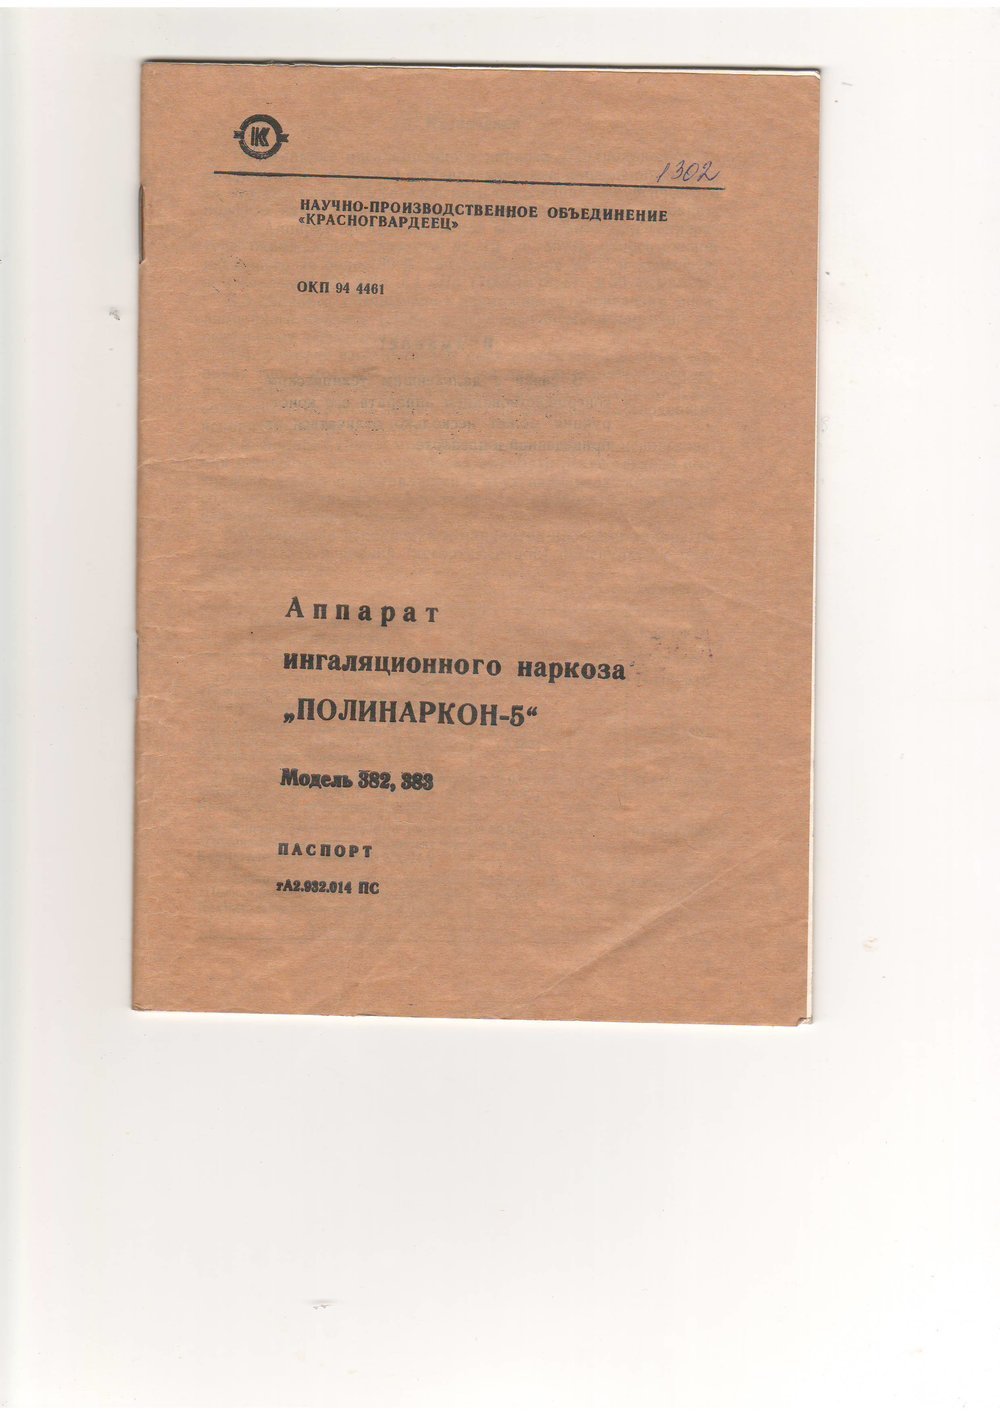 К
1302
НАУЧНО-ПРОИЗВОДСТВЕННОЕ ОБЪЕДИНЕНИЕ
«КРАСНОГВАРДЕЕЦ»
ОКП 94 4461
Аппарат
ингаляционного наркоза
„ПОЛИНАРКОН-5“
Модель 382, 383
ПАСПОРТ
тА2.932.014 ПС